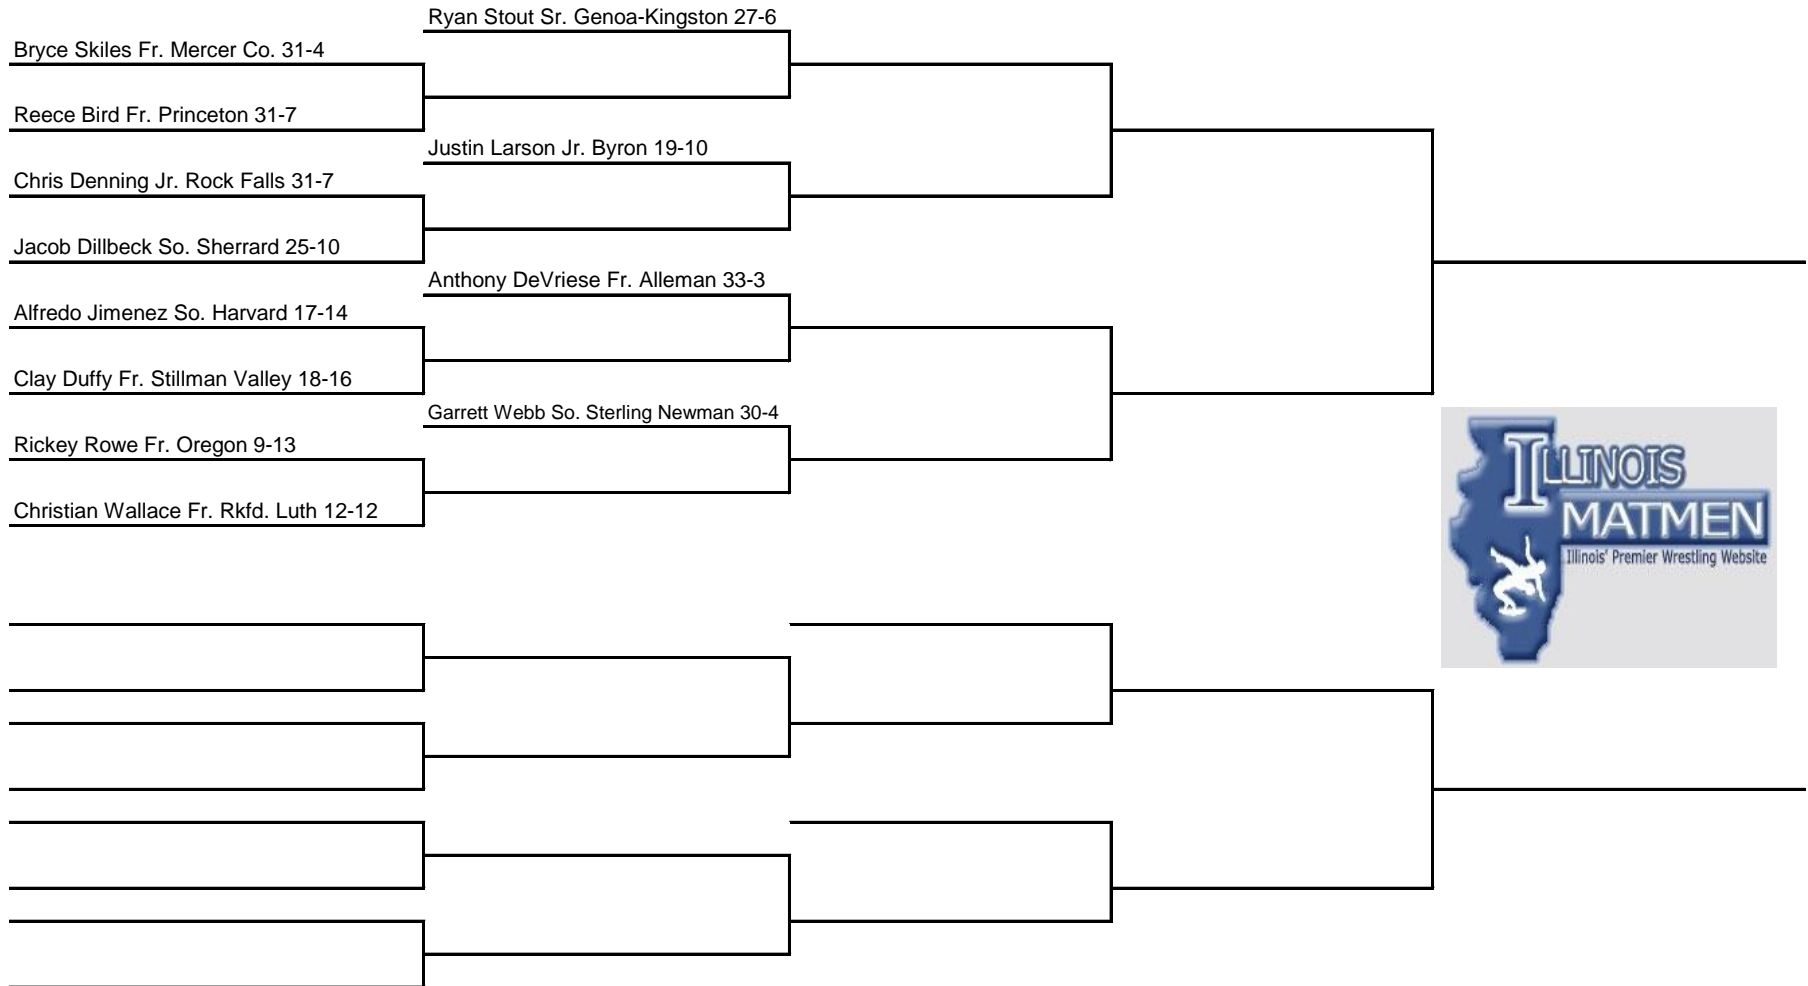 Ryan Stout Sr. Genoa-Kingston 27-6
Bryce Skiles Fr. Mercer Co. 31-4
Reece Bird Fr. Princeton 31-7
Justin Larson Jr. Byron 19-10
Chris Denning Jr. Rock Falls 31-7
Jacob Dillbeck So. Sherrard 25-10
Anthony DeVriese Fr. Alleman 33-3
Alfredo Jimenez So. Harvard 17-14
Clay Duffy Fr. Stillman Valley 18-16
Garrett Webb So. Sterling Newman 30-4
Rickey Rowe Fr. Oregon 9-13
Christian Wallace Fr. Rkfd. Luth 12-12
ILLINOIS
MATMEN
Illinois' Premier Wrestling Website